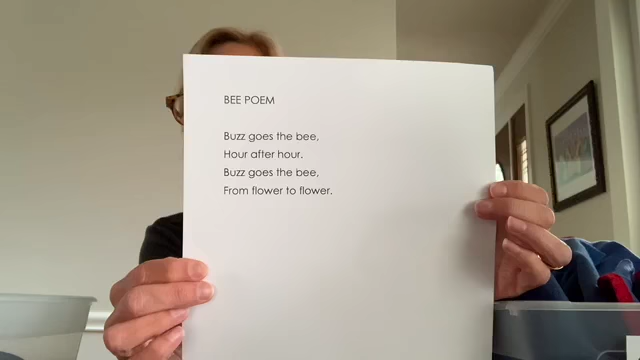 BEE POEM
Buzz goes the bee,
Hour after hour.
Buzz goes the bee,
From flower to flower.